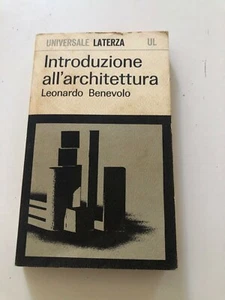 UNIVERSALE LATERZA UL
Introduzione
all'architettura
Leonardo Benevolo